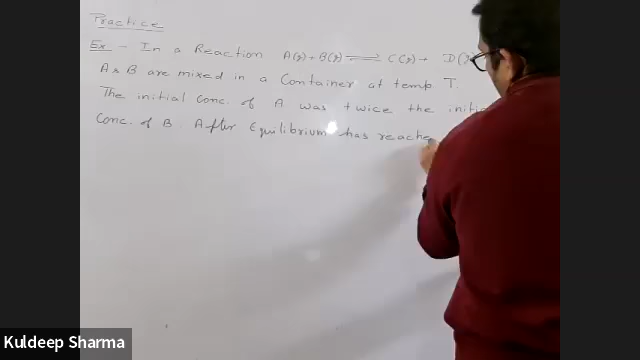 Practice
Ex - In a Reaction A(g) + B(g) ⇌ C(g) + D(g)
A & B are mixed in a Container at temp T.
The initial conc. of A was twice the
Conc. of B. After Equilibrium has reache
Kuldeep Sharma